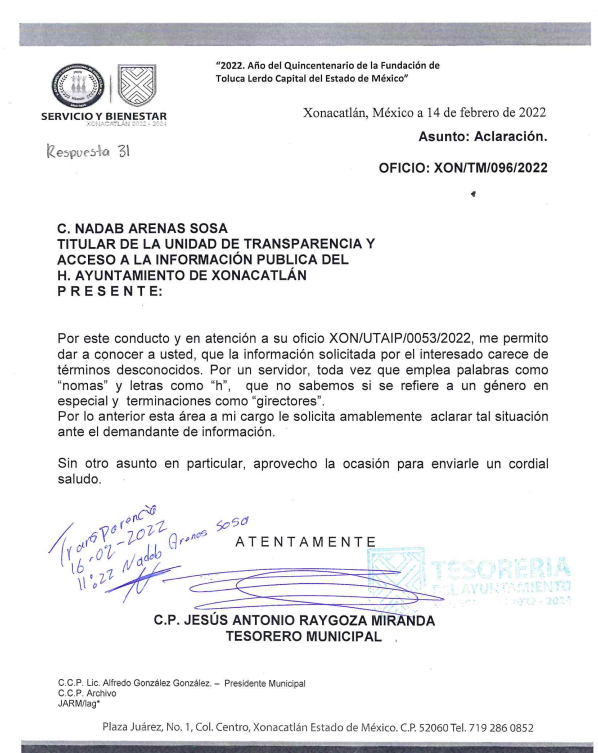 "2022. Año del Quincentenario de la Fundación de
Toluca Lerdo Capital del Estado de México"
SERVICIO Y BIENESTAR
XONACATLÁN 2022 - 2024
Respuesta 31
Xonacatlán, México a 14 de febrero de 2022
Asunto: Aclaración.
OFICIO: XON/TM/096/2022
C. NADAB ARENAS SOSA
TITULAR DE LA UNIDAD DE TRANSPARENCIA Y
ACCESO A LA INFORMACIÓN PUBLICA DEL
H. AYUNTAMIENTO DE XONACATLÁN
P R E S E N T E:
Por este conducto y en atención a su oficio XON/UTAIP/0053/2022, me permito
dar a conocer a usted, que la información solicitada por el interesado carece de
términos desconocidos. Por un servidor, toda vez que emplea palabras como
"nomas" y letras como "h", que no sabemos si se refiere a un género en
especial y terminaciones como "girectores".
Por lo anterior esta área a mi cargo le solicita amablemente aclarar tal situación
ante el demandante de información.
Sin otro asunto en particular, aprovecho la ocasión para enviarle un cordial
saludo.
Transparencia
16-02-2022
11:22 Nadab Arenas Sosa
A T E N T A M E N T E
TESORERIA
DEL AYUNTAMIENTO
2022 - 2024
C.P. JESÚS ANTONIO RAYGOZA MIRANDA
TESORERO MUNICIPAL
C.C.P. Lic. Alfredo González González. – Presidente Municipal
C.C.P. Archivo
JARM/lag*
Plaza Juárez, No. 1, Col. Centro, Xonacatlán Estado de México. C.P. 52060 Tel. 719 286 0852